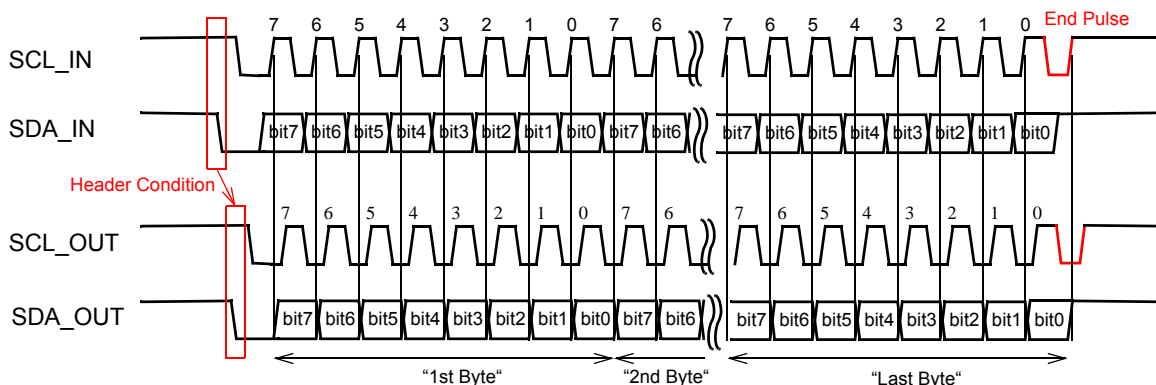 7 6 5 4 3 2 1 0 7 6 7 6 5 4 3 2 1 0 End Pulse
SCL_IN
SDA_IN bit7 bit6 bit5 bit4 bit3 bit2 bit1 bit0 bit7 bit6 bit7 bit6 bit5 bit4 bit3 bit2 bit1 bit0
Header Condition
7 6 5 4 3 2 1 0 7 6 7 6 5 4 3 2 1 0
SCL_OUT
SDA_OUT bit7 bit6 bit5 bit4 bit3 bit2 bit1 bit0 bit7 bit6 bit7 bit6 bit5 bit4 bit3 bit2 bit1 bit0
“1st Byte“ “2nd Byte“ “Last Byte“